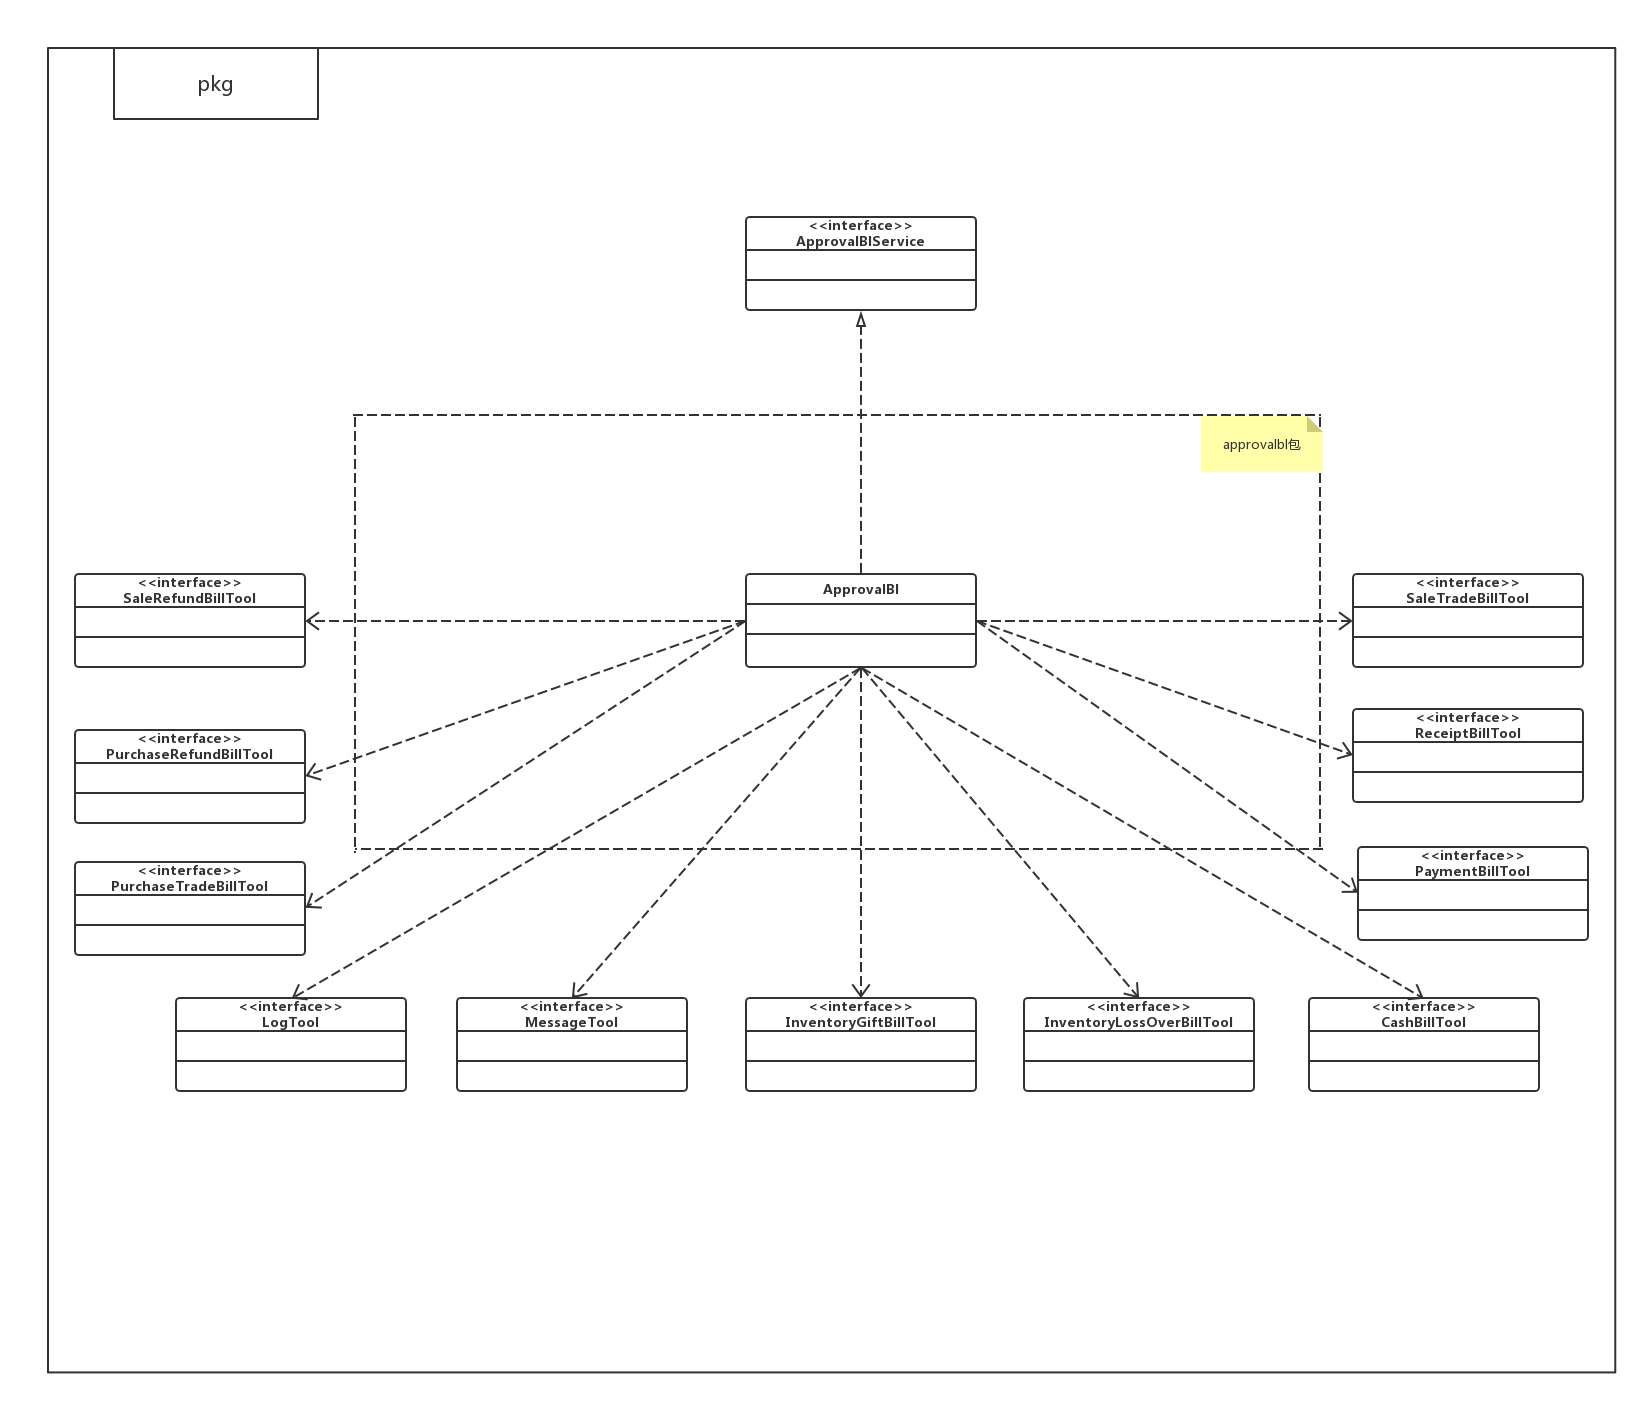 pkg
<<interface>>
ApprovalBlService
approvalbl包
<<interface>>
SaleRefundBillTool
ApprovalBl
<<interface>>
SaleTradeBillTool
<<interface>>
PurchaseRefundBillTool
<<interface>>
ReceiptBillTool
<<interface>>
PurchaseTradeBillTool
<<interface>>
PaymentBillTool
<<interface>>
LogTool
<<interface>>
MessageTool
<<interface>>
InventoryGiftBillTool
<<interface>>
InventoryLossOverBillTool
<<interface>>
CashBillTool